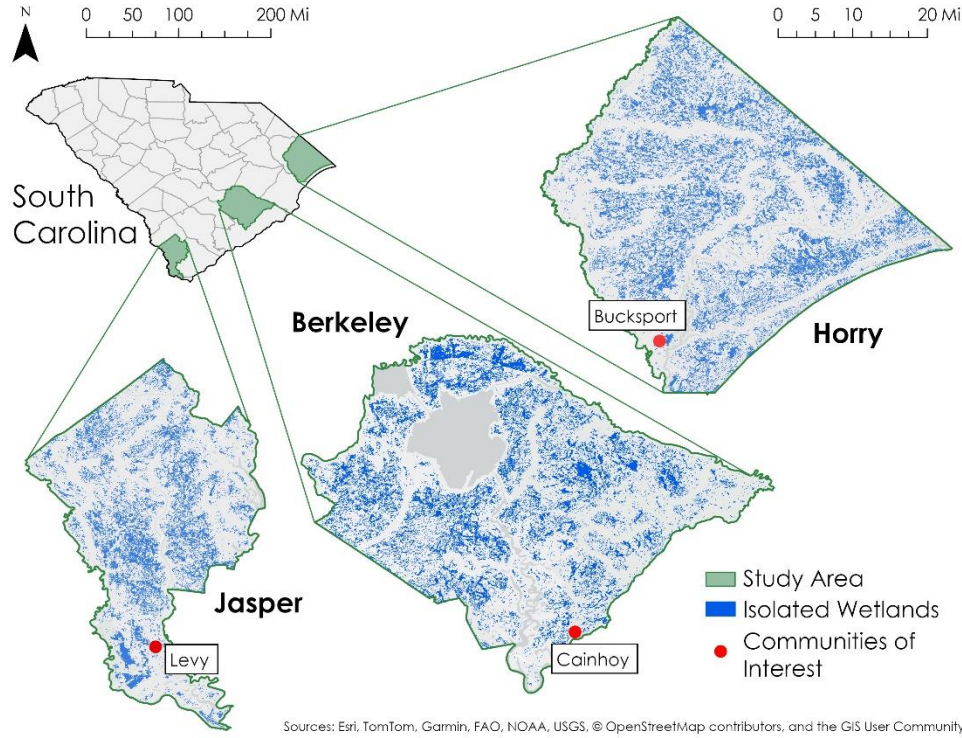 N
0 50 100 200 Mi
0 5 10 20 Mi
South
Carolina
Bucksport
Horry
Berkeley
Jasper
Levy
Cainhoy
Study Area
Isolated Wetlands
Communities of
Interest
Sources: Esri, TomTom, Garmin, FAO, NOAA, USGS, © OpenStreetMap contributors, and the GIS User Community